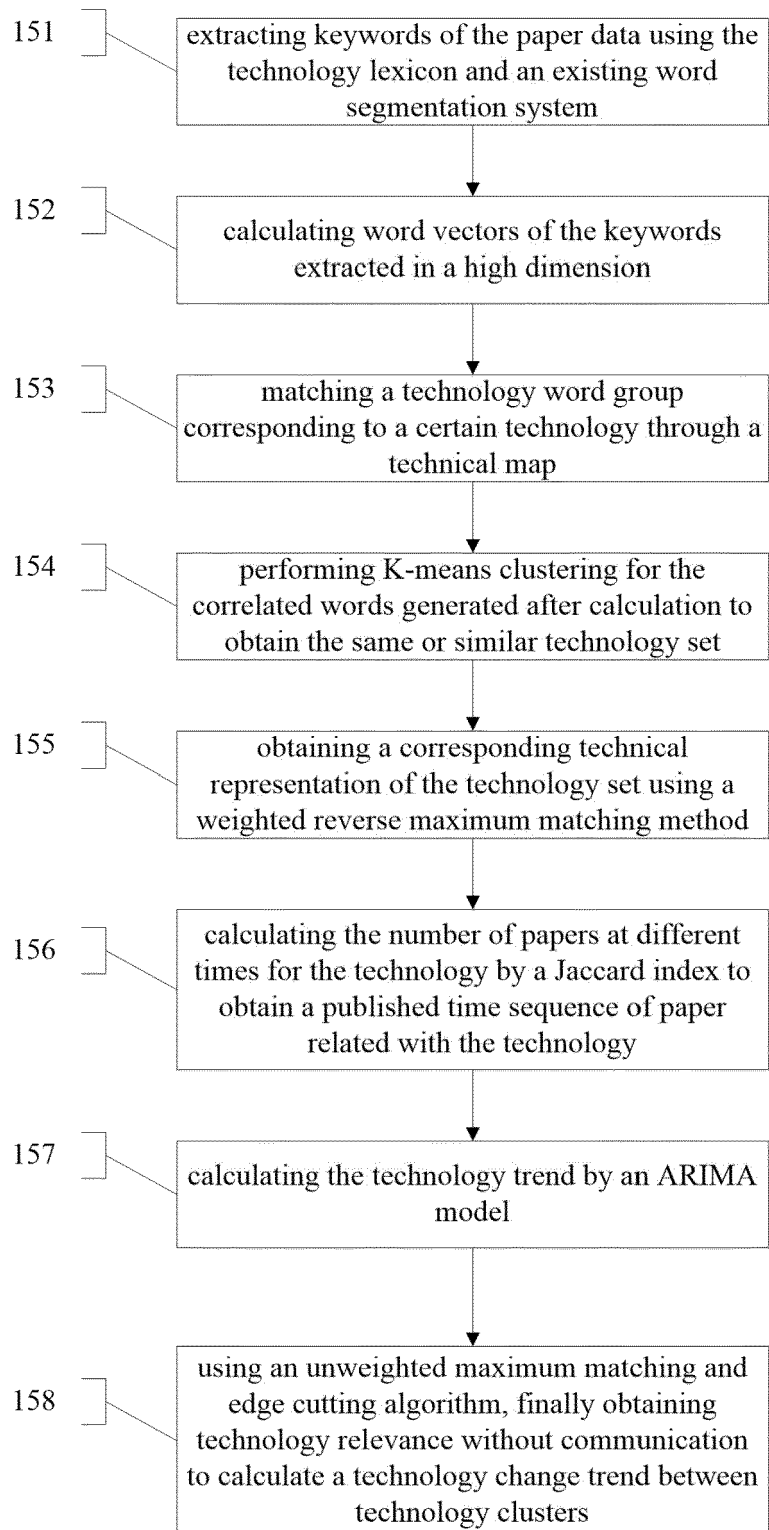 151
extracting keywords of the paper data using the
technology lexicon and an existing word
segmentation system
152
calculating word vectors of the keywords
extracted in a high dimension
153
matching a technology word group
corresponding to a certain technology through a
technical map
154
performing K-means clustering for the
correlated words generated after calculation to
obtain the same or similar technology set
155
obtaining a corresponding technical
representation of the technology set using a
weighted reverse maximum matching method
156
calculating the number of papers at different
times for the technology by a Jaccard index to
obtain a published time sequence of paper
related with the technology
157
calculating the technology trend by an ARIMA
model
158
using an unweighted maximum matching and
edge cutting algorithm, finally obtaining
technology relevance without communication
to calculate a technology change trend between
technology clusters